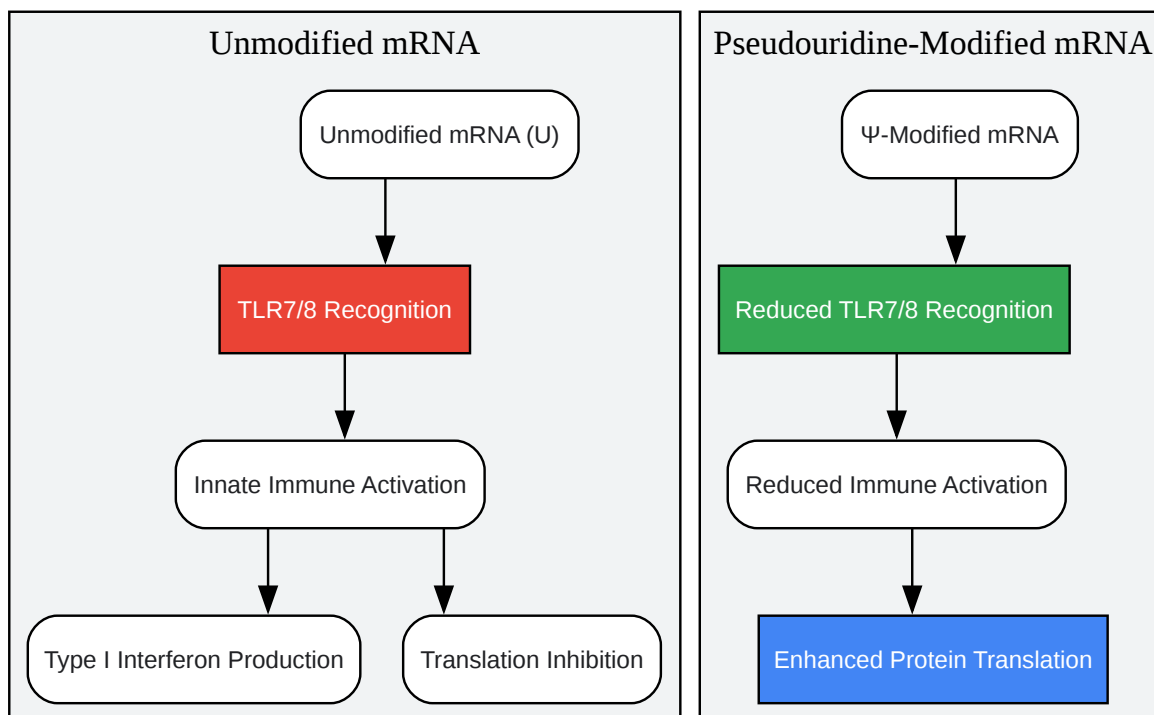 Unmodified mRNA
Unmodified mRNA (U)
TLR7/8 Recognition
Innate Immune Activation
Type I Interferon Production
Translation Inhibition
Pseudouridine-Modified mRNA
Ψ-Modified mRNA
Reduced TLR7/8 Recognition
Reduced Immune Activation
Enhanced Protein Translation